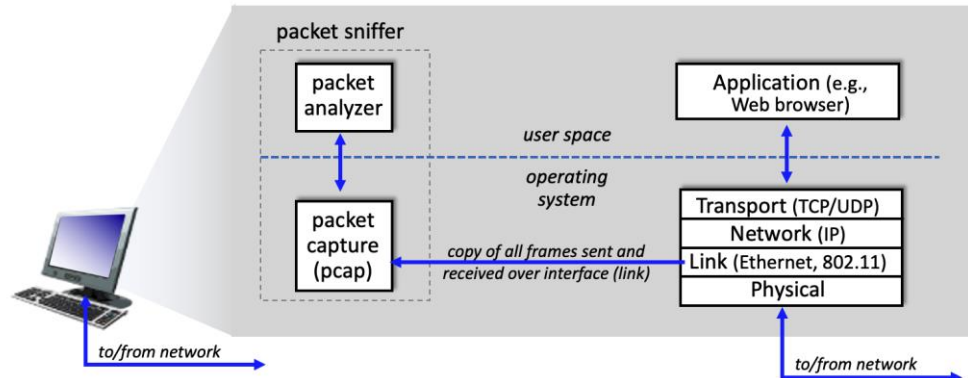 packet sniffer
packet
analyzer
Application (e.g.,
Web browser)
user space
operating
system
packet
capture
(pcap)
copy of all frames sent and
received over interface (link)
Transport (TCP/UDP)
Network (IP)
Link (Ethernet, 802.11)
Physical
to/from network
to/from network